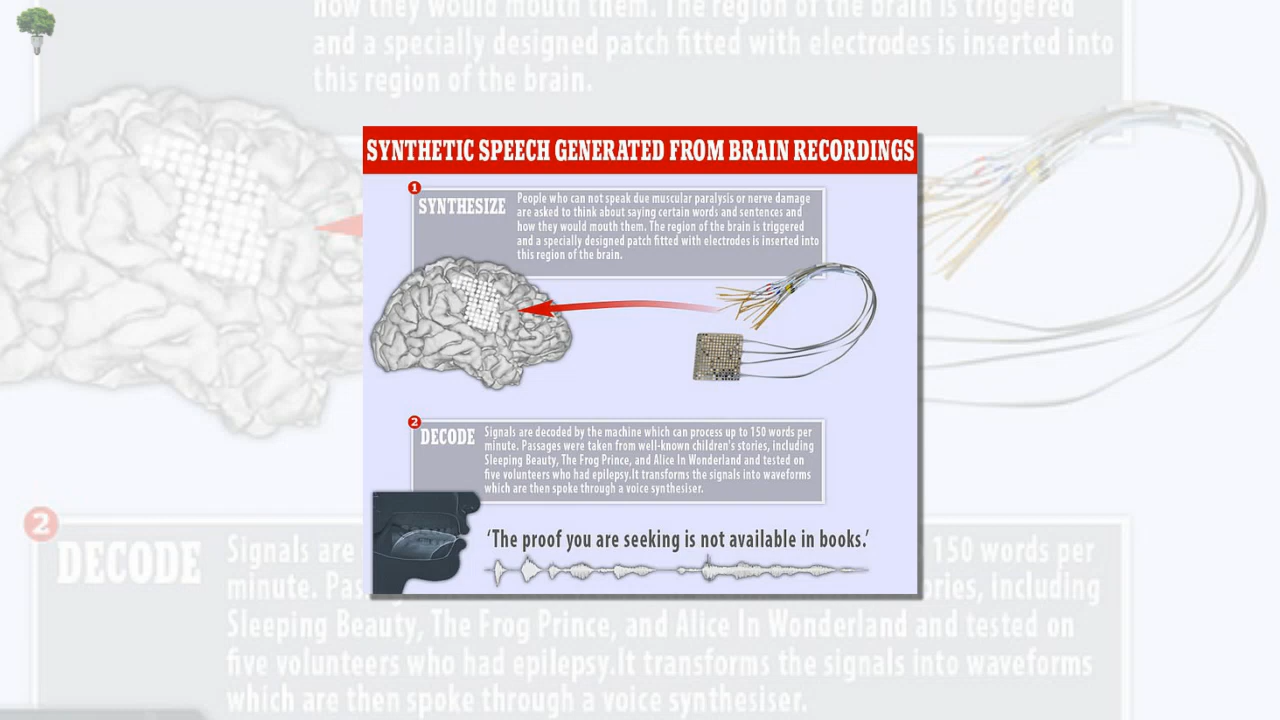 how they would mouth them. The region of the brain is triggered
and a specially designed patch fitted with electrodes is inserted into
this region of the brain.
SYNTHETIC SPEECH GENERATED FROM BRAIN RECORDINGS
1
SYNTHESIZE
People who can not speak due muscular paralysis or nerve damage
are asked to think about saying certain words and sentences and
how they would mouth them. The region of the brain is triggered
and a specially designed patch fitted with electrodes is inserted into
this region of the brain.
2
DECODE
Signals are decoded by the machine which can process up to 150 words per
minute. Passages were taken from well-known children's stories, including
Sleeping Beauty, The Frog Prince, and Alice In Wonderland and tested on
five volunteers who had epilepsy.It transforms the signals into waveforms
which are then spoke through a voice synthesiser.
'The proof you are seeking is not available in books.'
2
DECODE
Signals are 150 words per
minute. including
Sleeping Beauty, The Frog Prince, and Alice In Wonderland and tested on
five volunteers who had epilepsy.It transforms the signals into waveforms
which are then spoke through a voice synthesiser.